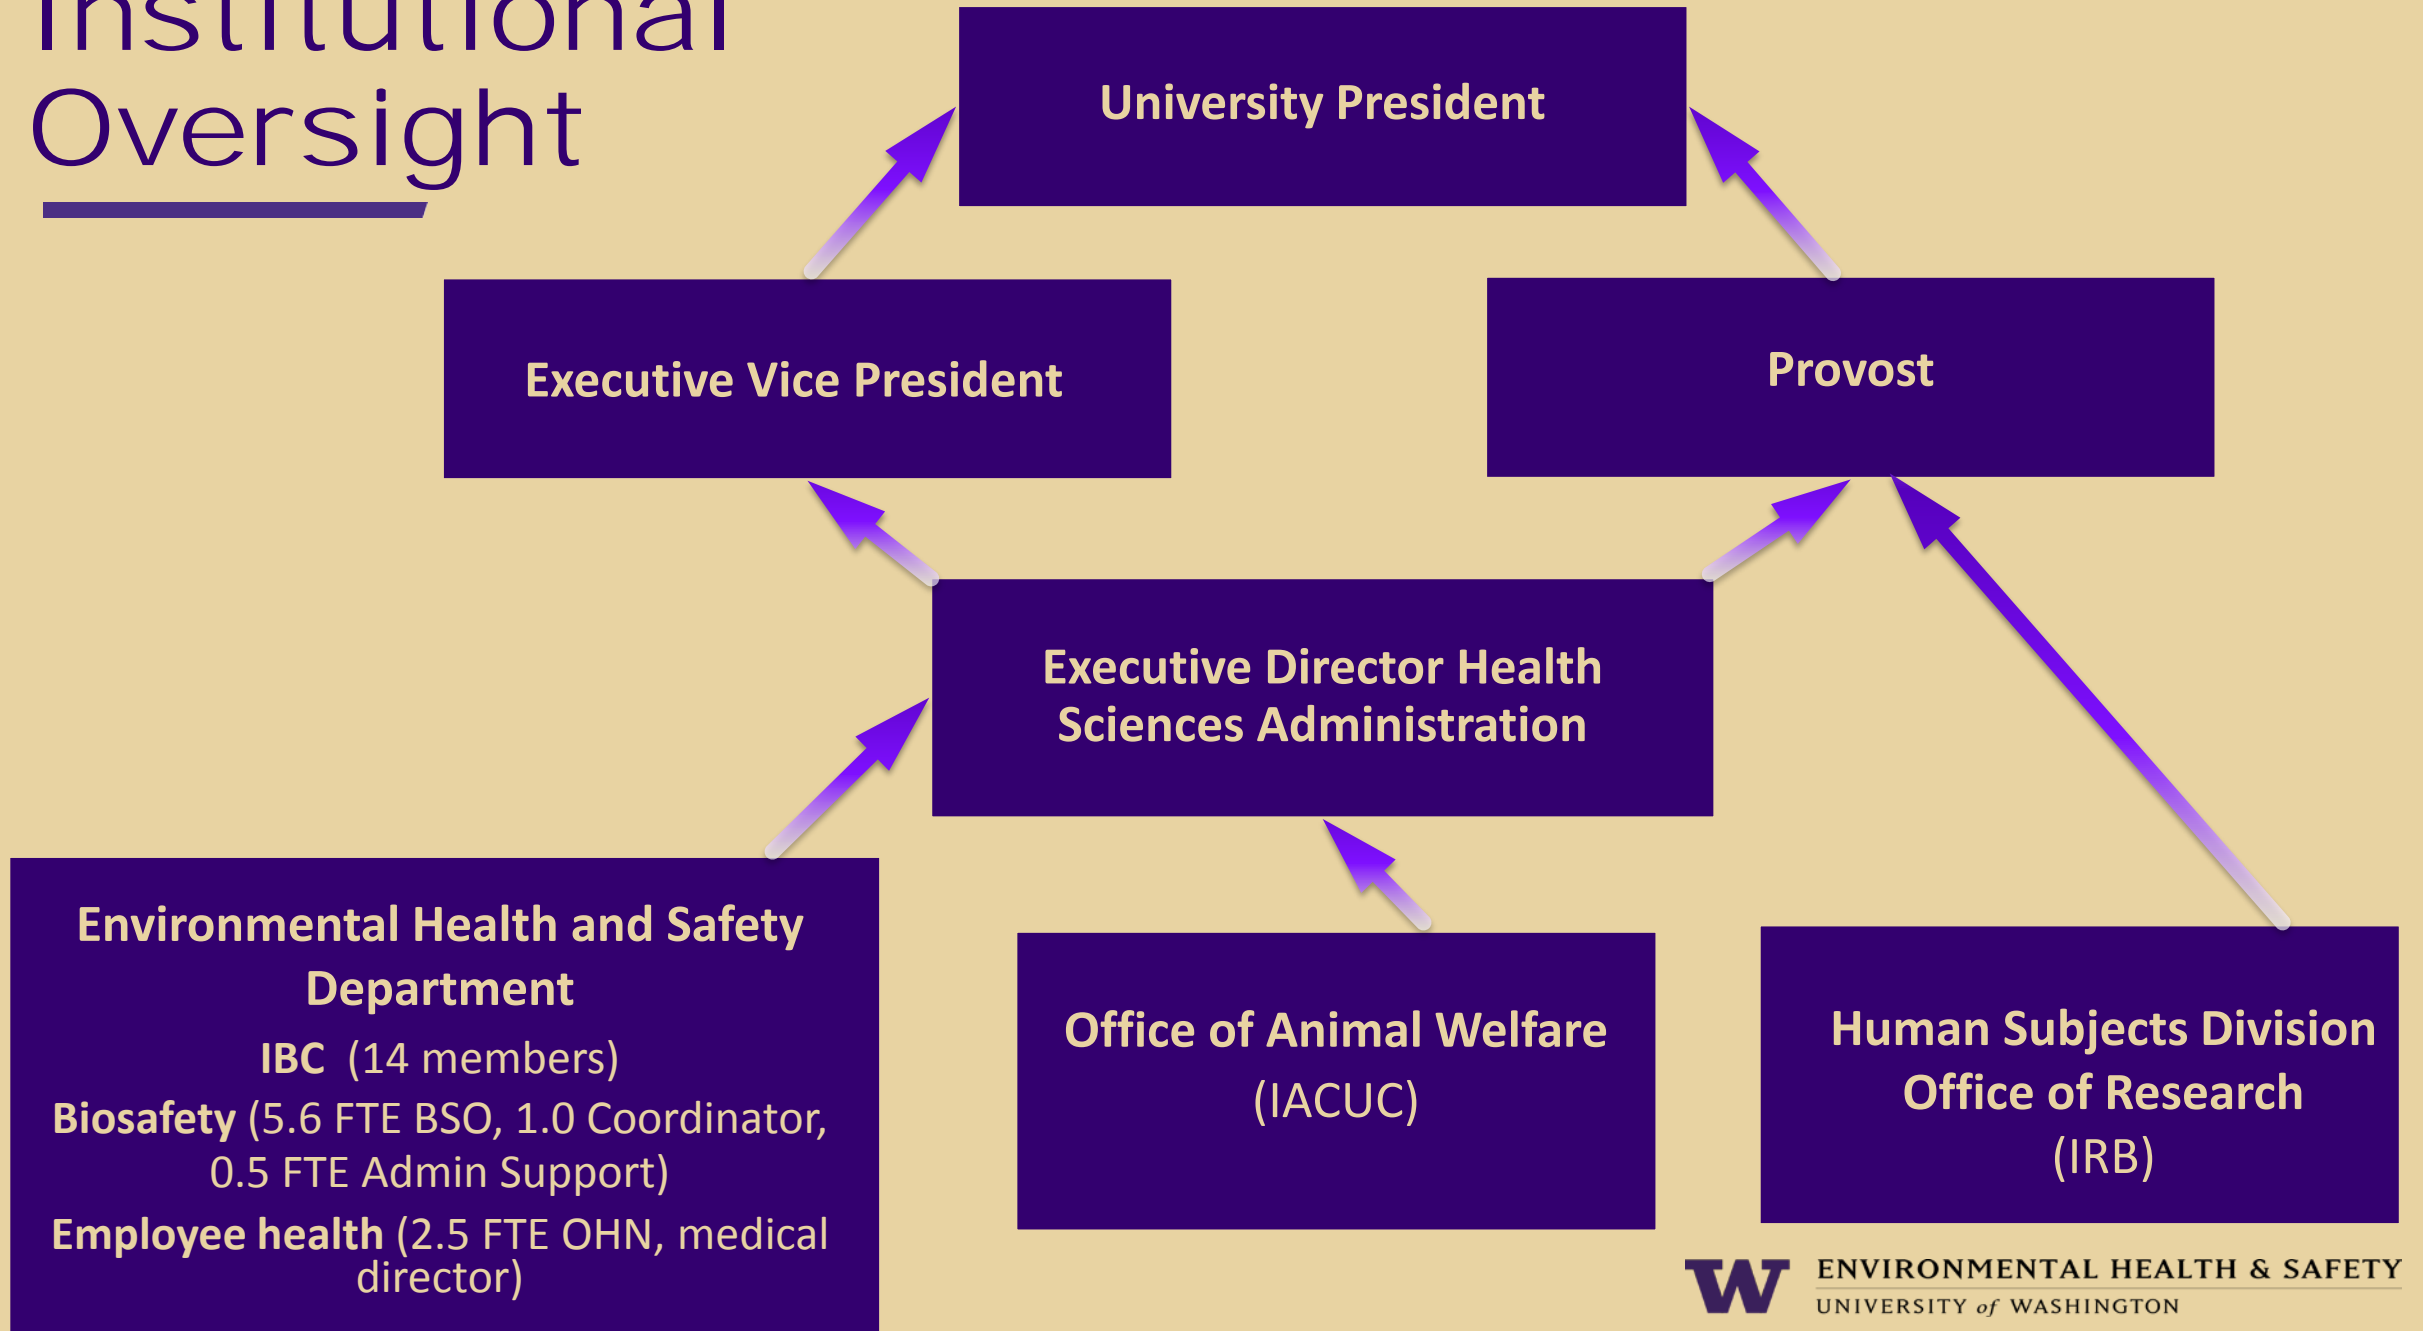 Institutional
Oversight
University President
Executive Vice President
Provost
Executive Director Health
Sciences Administration
Environmental Health and Safety
Department
IBC  (14 members)
Biosafety (5.6 FTE BSO, 1.0 Coordinator,
0.5 FTE Admin Support)
Employee health (2.5 FTE OHN, medical
director)
Office of Animal Welfare
(IACUC)
Human Subjects Division
Office of Research
(IRB)
W
ENVIRONMENTAL HEALTH & SAFETY
UNIVERSITY of WASHINGTON